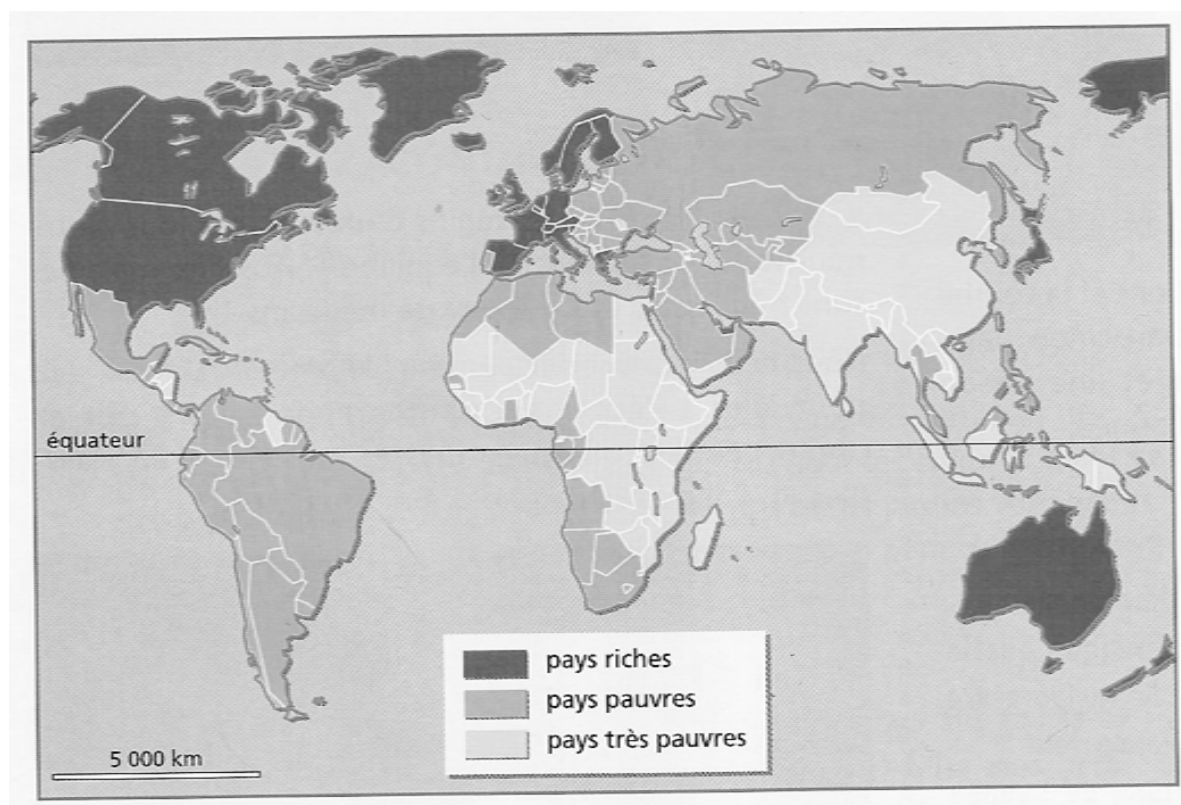 équateur
pays riches
pays pauvres
pays très pauvres
5 000 km